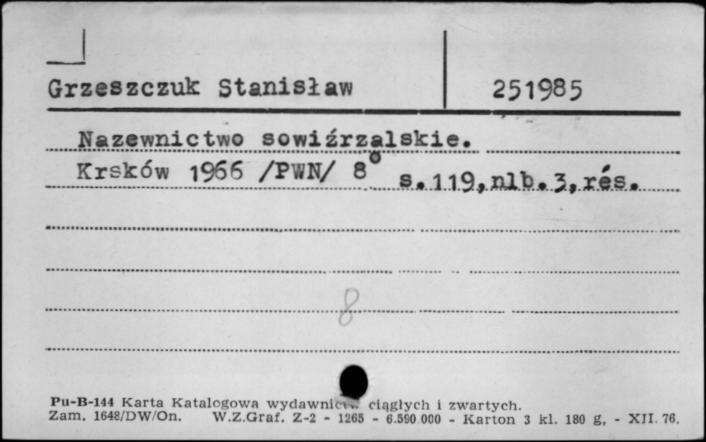 Grzeszczuk Stanisław 251985
Nazewnictwo sowiźrzalskie.
Krsków 1966 /PWN/ 8° s.119,nlb.3,rés.
8
Pu-B-144 Karta Katalogowa wydawnictw ciągłych i zwartych.
Zam. 1648/DW/On. W.Z.Graf. Z-2 - 1265 - 6.590.000 - Karton 3 kl. 180 g, - XII. 76.